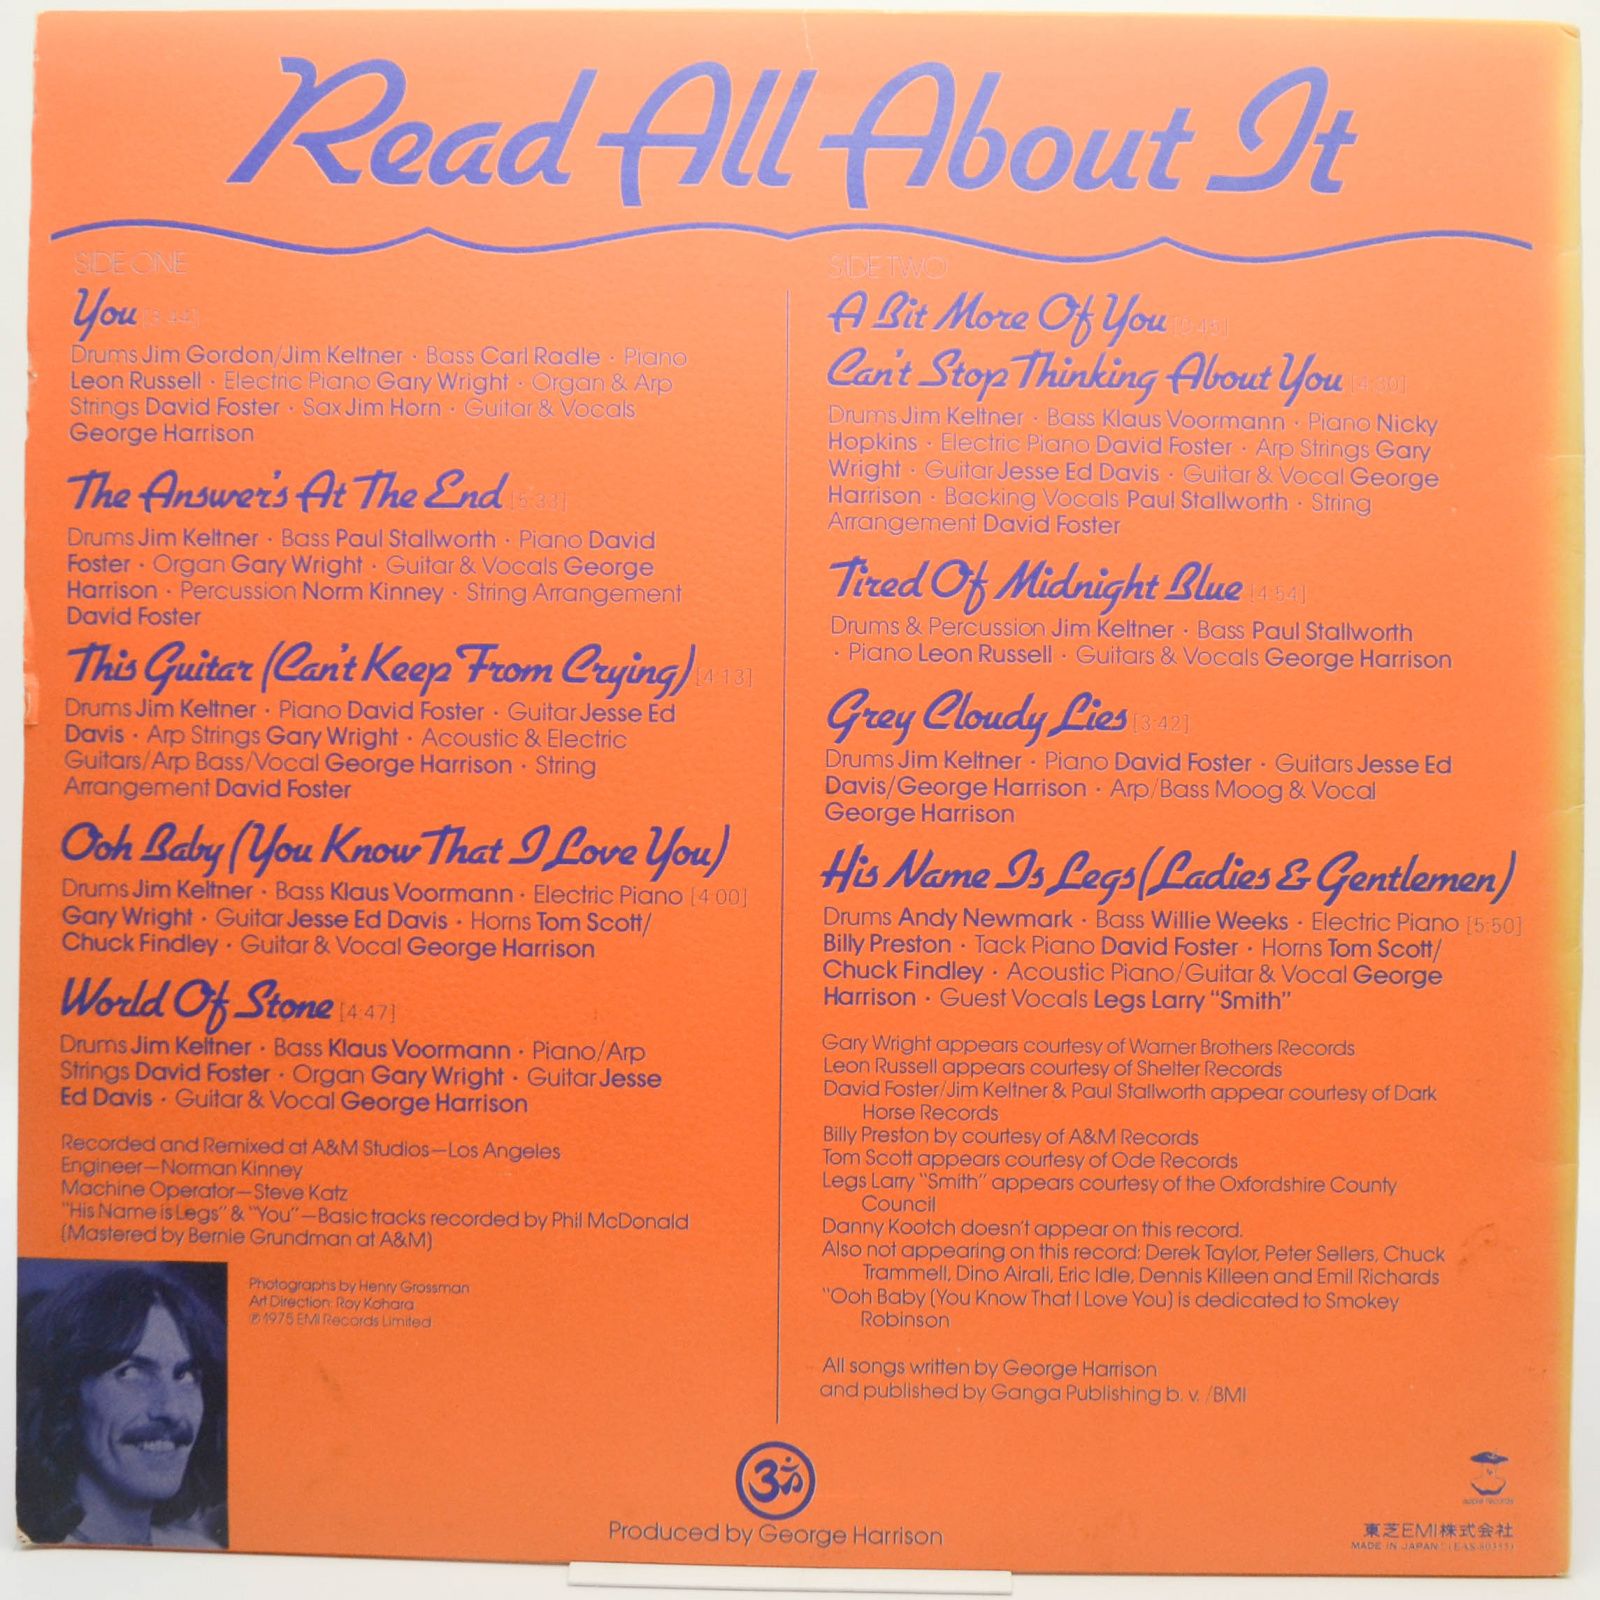 Read All About It
SIDE ONE
You [3:44]
Drums Jim Gordon/Jim Keltner · Bass Carl Radle · Piano
Leon Russell · Electric Piano Gary Wright · Organ & Arp
Strings David Foster · Sax Jim Horn · Guitar & Vocals
George Harrison
The Answer's At The End [5:33]
Drums Jim Keltner · Bass Paul Stallworth · Piano David
Foster · Organ Gary Wright · Guitar & Vocals George
Harrison · Percussion Norm Kinney · String Arrangement
David Foster
This Guitar (Can't Keep From Crying) [4:13]
Drums Jim Keltner · Piano David Foster · Guitar Jesse Ed
Davis · Arp Strings Gary Wright · Acoustic & Electric
Guitars/Arp Bass/Vocal George Harrison · String
Arrangement David Foster
Ooh Baby (You Know That I Love You)
Drums Jim Keltner · Bass Klaus Voormann · Electric Piano [4:00]
Gary Wright · Guitar Jesse Ed Davis · Horns Tom Scott/
Chuck Findley · Guitar & Vocal George Harrison
World Of Stone [4:47]
Drums Jim Keltner · Bass Klaus Voormann · Piano/Arp
Strings David Foster · Organ Gary Wright · Guitar Jesse
Ed Davis · Guitar & Vocal George Harrison
Recorded and Remixed at A&M Studios—Los Angeles
Engineer—Norman Kinney
Machine Operator—Steve Katz
"His Name is Legs" & "You"—Basic tracks recorded by Phil McDonald
(Mastered by Bernie Grundman at A&M)
Photographs by Henry Grossman
Art Direction: Roy Kohara
℗ 1975 EMI Records Limited
SIDE TWO
A Bit More Of You [0:45]
Can't Stop Thinking About You [4:30]
Drums Jim Keltner · Bass Klaus Voormann · Piano Nicky
Hopkins · Electric Piano David Foster · Arp Strings Gary
Wright · Guitar Jesse Ed Davis · Guitar & Vocal George
Harrison · Backing Vocals Paul Stallworth · String
Arrangement David Foster
Tired Of Midnight Blue [4:54]
Drums & Percussion Jim Keltner · Bass Paul Stallworth
· Piano Leon Russell · Guitars & Vocals George Harrison
Grey Cloudy Lies [3:42]
Drums Jim Keltner · Piano David Foster · Guitars Jesse Ed
Davis/George Harrison · Arp/Bass Moog & Vocal
George Harrison
His Name Is Legs (Ladies & Gentlemen)
Drums Andy Newmark · Bass Willie Weeks · Electric Piano [5:50]
Billy Preston · Tack Piano David Foster · Horns Tom Scott/
Chuck Findley · Acoustic Piano/Guitar & Vocal George
Harrison · Guest Vocals Legs Larry "Smith"
Gary Wright appears courtesy of Warner Brothers Records
Leon Russell appears courtesy of Shelter Records
David Foster/Jim Keltner & Paul Stallworth appear courtesy of Dark
Horse Records
Billy Preston by courtesy of A&M Records
Tom Scott appears courtesy of Ode Records
Legs Larry "Smith" appears courtesy of the Oxfordshire County
Council
Danny Kootch doesn't appear on this record.
Also not appearing on this record: Derek Taylor, Peter Sellers, Chuck
Trammell, Dino Airali, Eric Idle, Dennis Killeen and Emil Richards
"Ooh Baby (You Know That I Love You) is dedicated to Smokey
Robinson
All songs written by George Harrison
and published by Ganga Publishing b. v. /BMI
ॐ
Produced by George Harrison
apple records
東芝EMI株式会社
MADE IN JAPAN (EAS-80355)